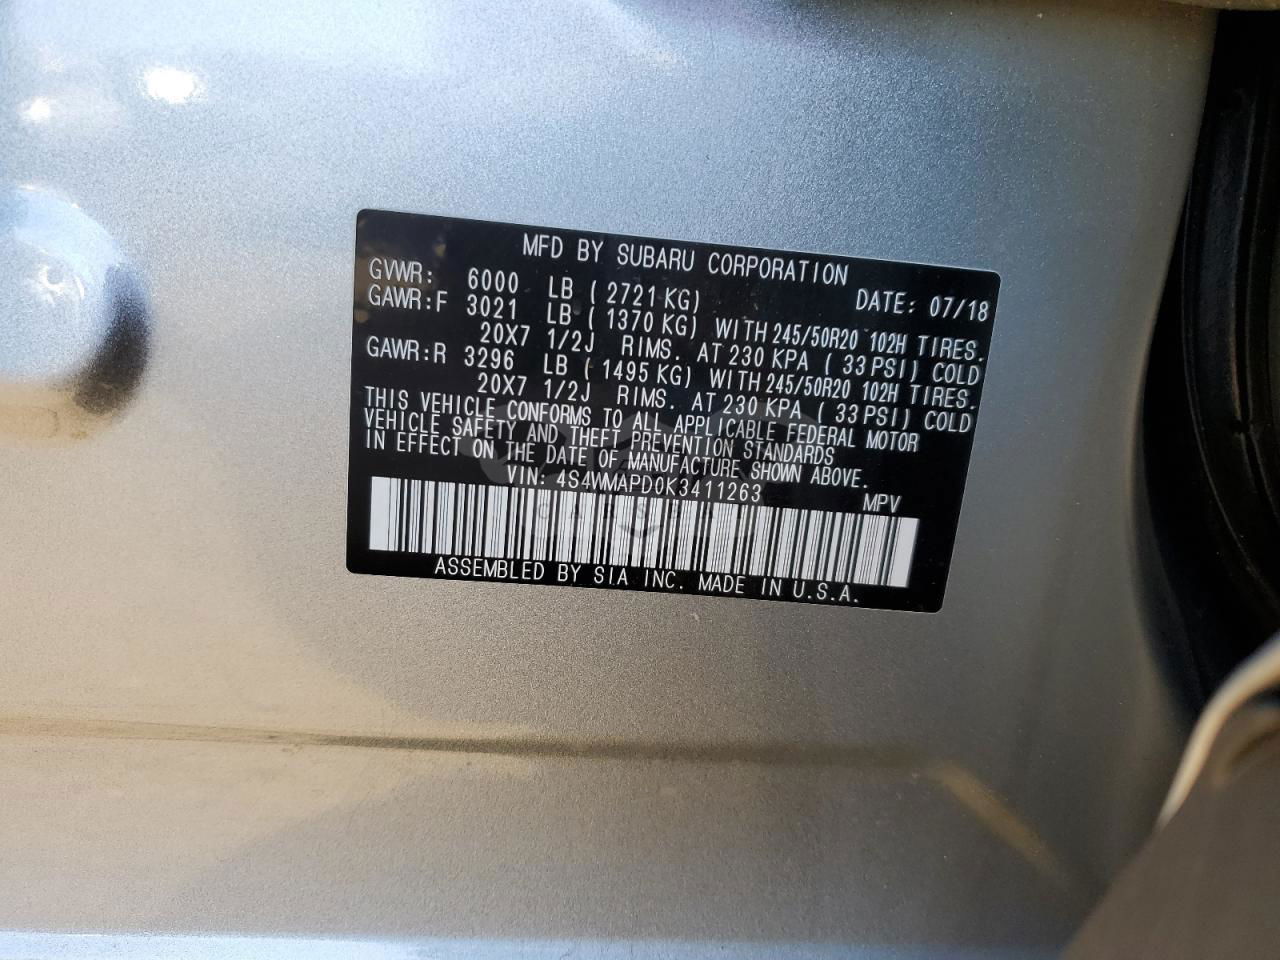 MFD BY SUBARU CORPORATION
GVWR: 6000 LB ( 2721 KG) DATE: 07/18
GAWR:F 3021 LB ( 1370 KG) WITH 245/50R20 102H TIRES.
20X7 1/2J RIMS. AT 230 KPA ( 33 PSI) COLD
GAWR:R 3296 LB ( 1495 KG) WITH 245/50R20 102H TIRES.
20X7 1/2J RIMS. AT 230 KPA ( 33 PSI) COLD
THIS VEHICLE CONFORMS TO ALL APPLICABLE FEDERAL MOTOR
VEHICLE SAFETY AND THEFT PREVENTION STANDARDS
IN EFFECT ON THE DATE OF MANUFACTURE SHOWN ABOVE.
VIN: 4S4WMAPD0K3411263 MPV
ASSEMBLED BY SIA INC. MADE IN U.S.A.